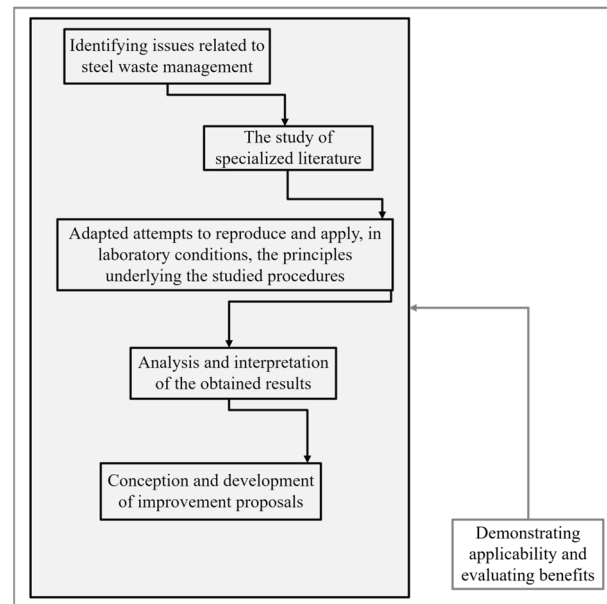 Identifying issues related to
steel waste management
The study of
specialized literature
Adapted attempts to reproduce and apply, in
laboratory conditions, the principles
underlying the studied procedures
Analysis and interpretation
of the obtained results
Conception and development
of improvement proposals
Demonstrating
applicability and
evaluating benefits